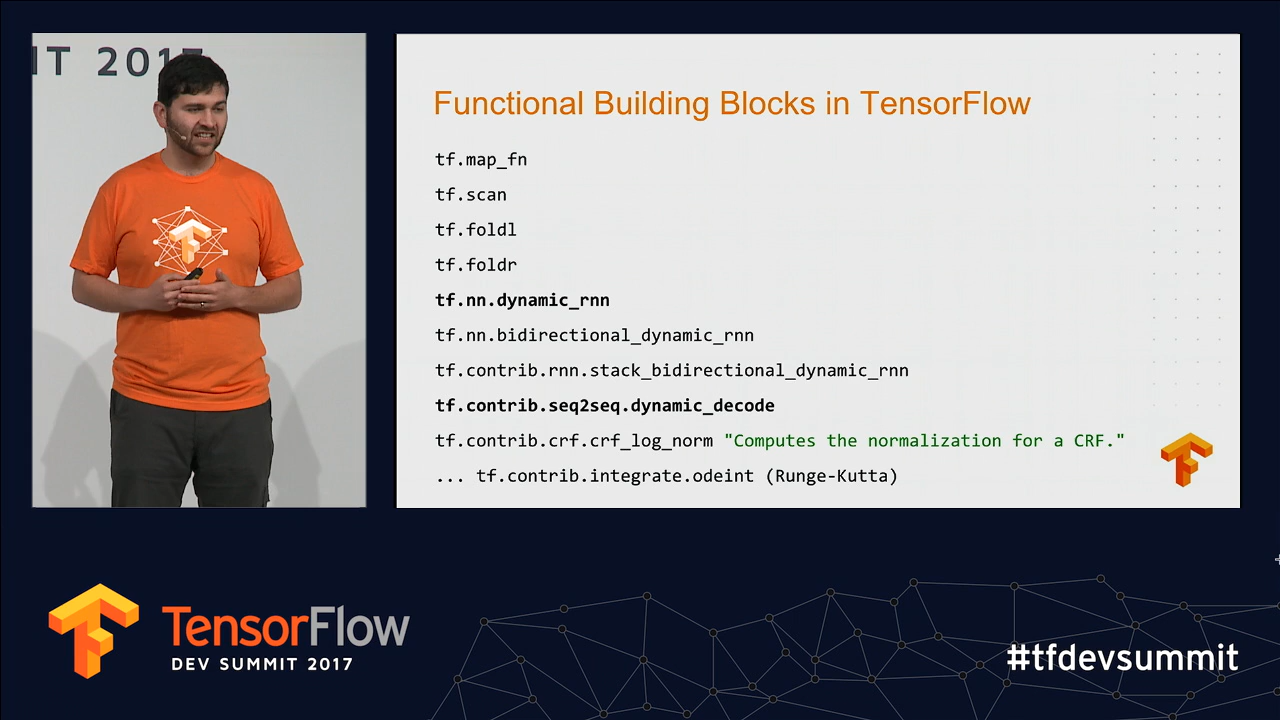 IT 2017
Functional Building Blocks in TensorFlow
tf.map_fn
tf.scan
tf.foldl
tf.foldr
tf.nn.dynamic_rnn
tf.nn.bidirectional_dynamic_rnn
tf.contrib.rnn.stack_bidirectional_dynamic_rnn
tf.contrib.seq2seq.dynamic_decode
tf.contrib.crf.crf_log_norm "Computes the normalization for a CRF."
... tf.contrib.integrate.odeint (Runge-Kutta)
TensorFlow
DEV SUMMIT 2017
#tfdevsummit